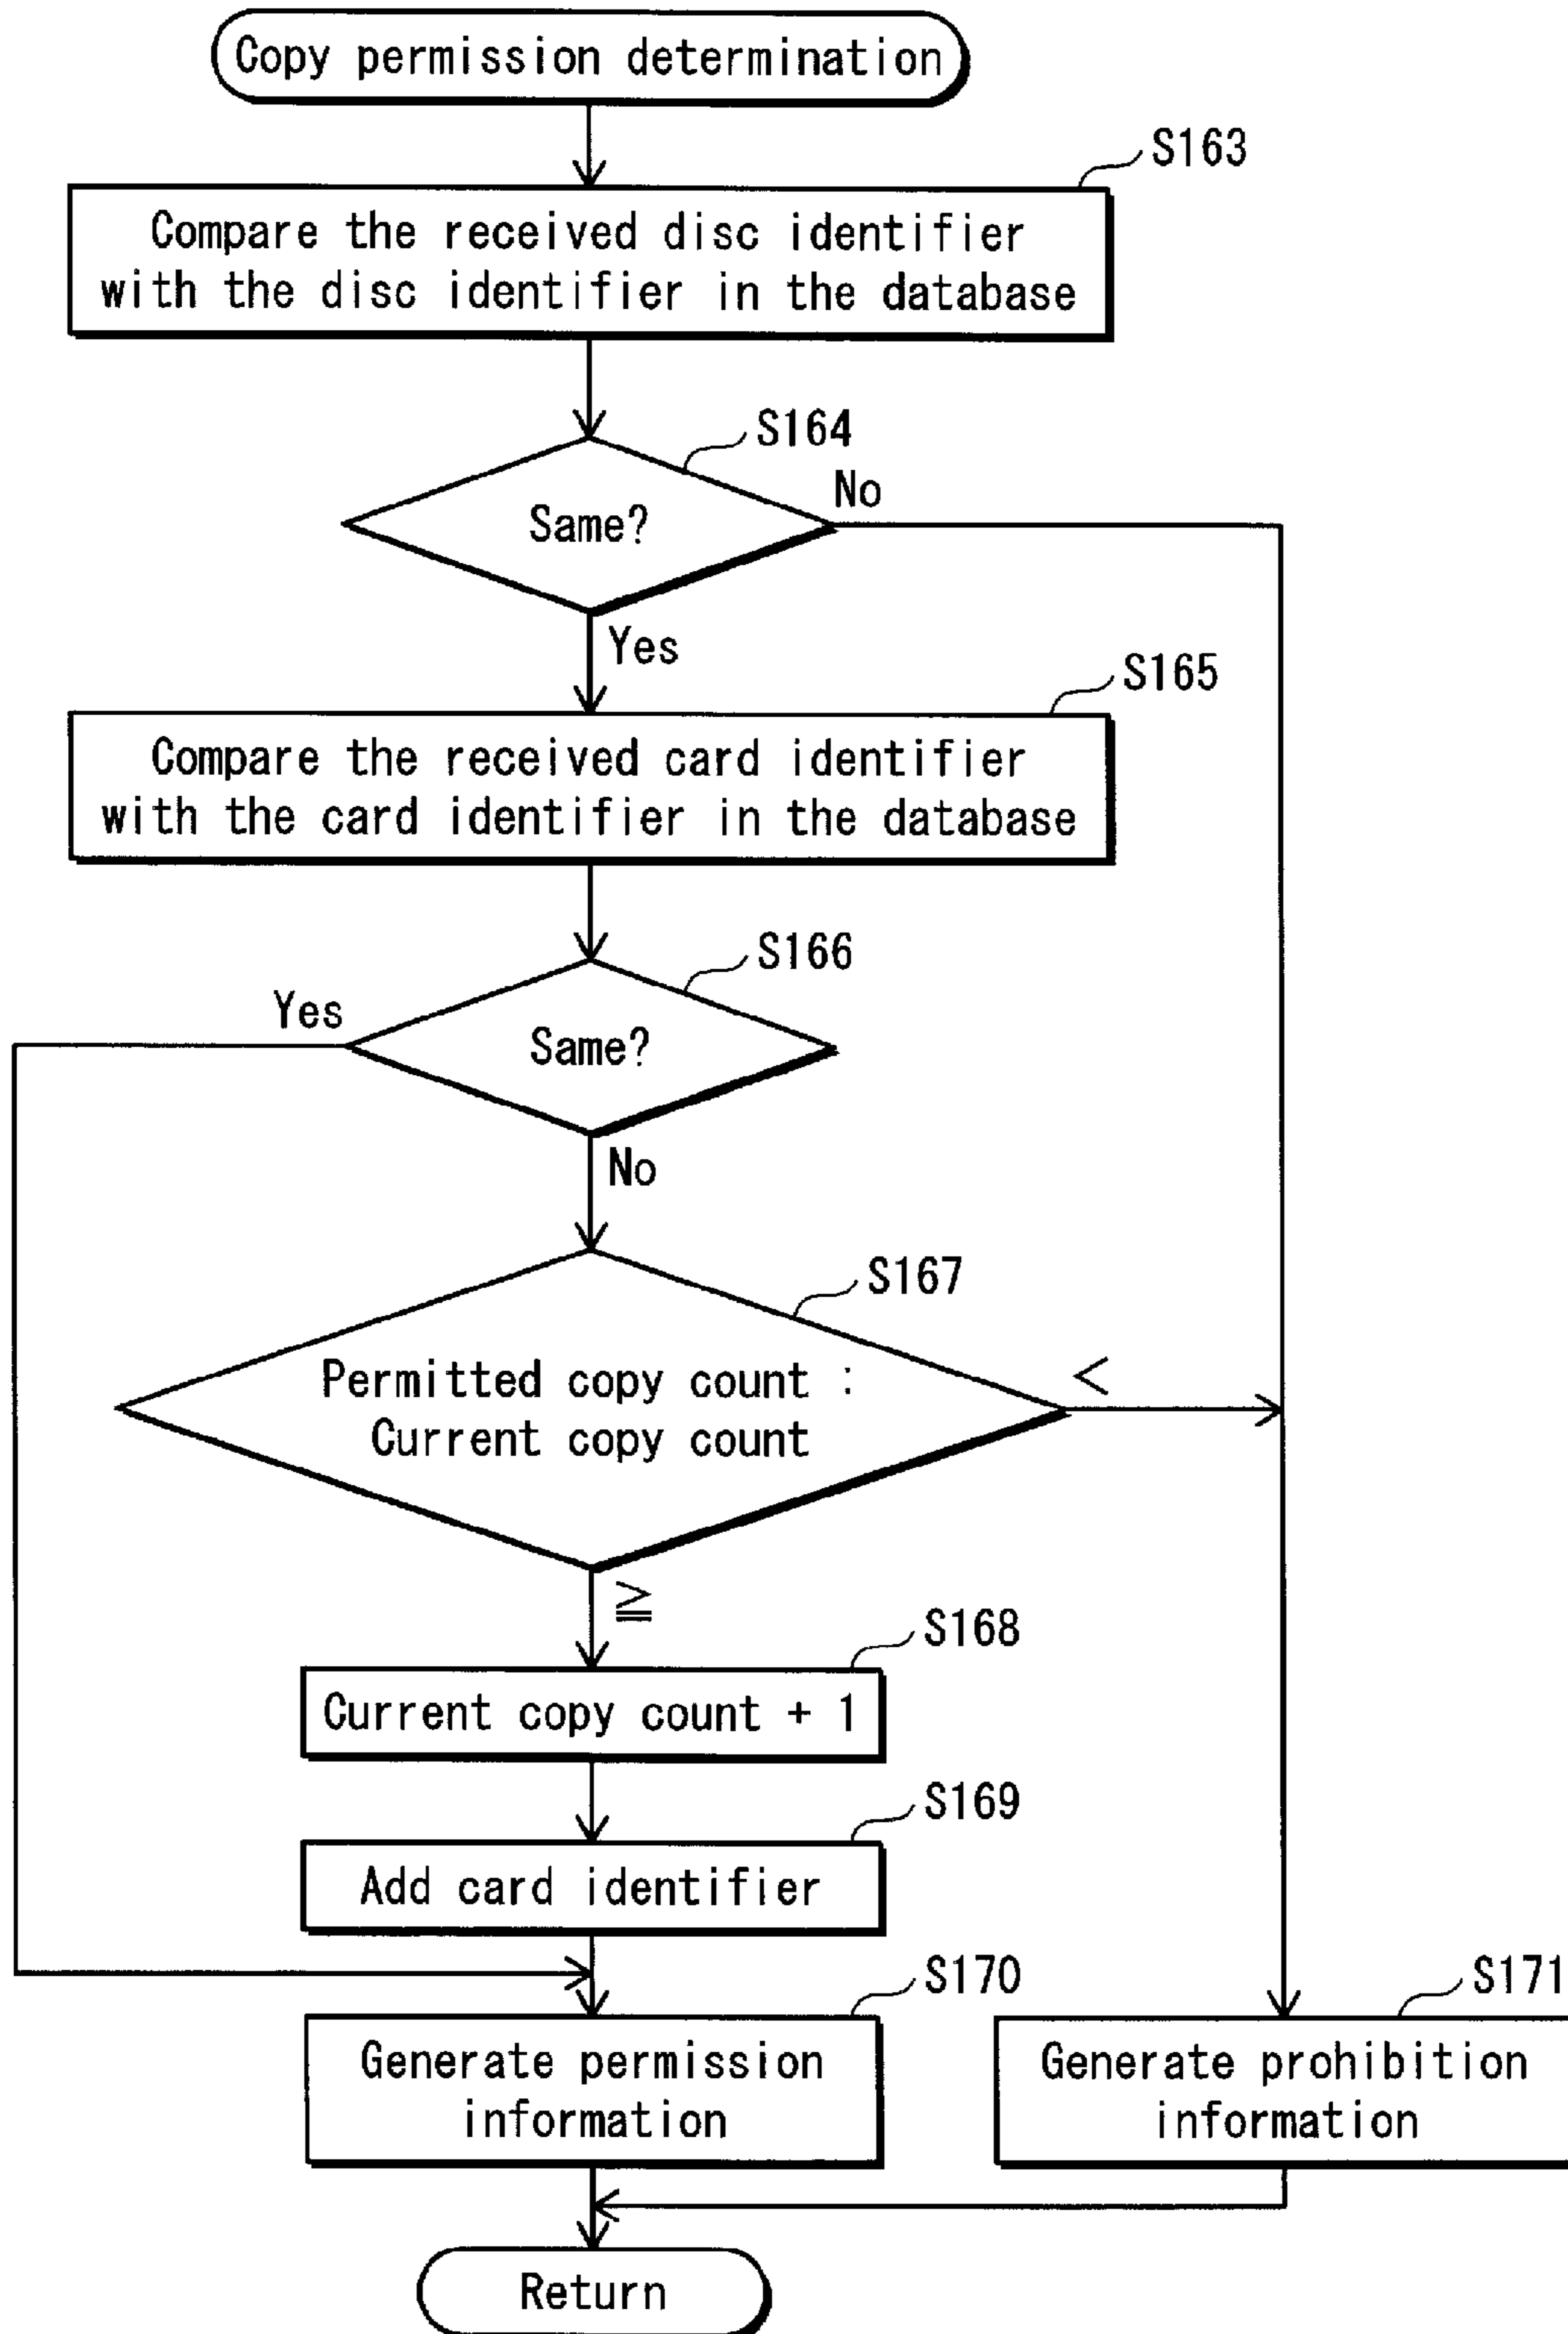 Copy permission determination
S163
Compare the received disc identifier
with the disc identifier in the database
S164
Same?
No
Yes
S165
Compare the received card identifier
with the card identifier in the database
S166
Yes
Same?
No
S167
Permitted copy count :
Current copy count
<
≧
S168
Current copy count + 1
S169
Add card identifier
S170
Generate permission
information
S171
Generate prohibition
information
Return